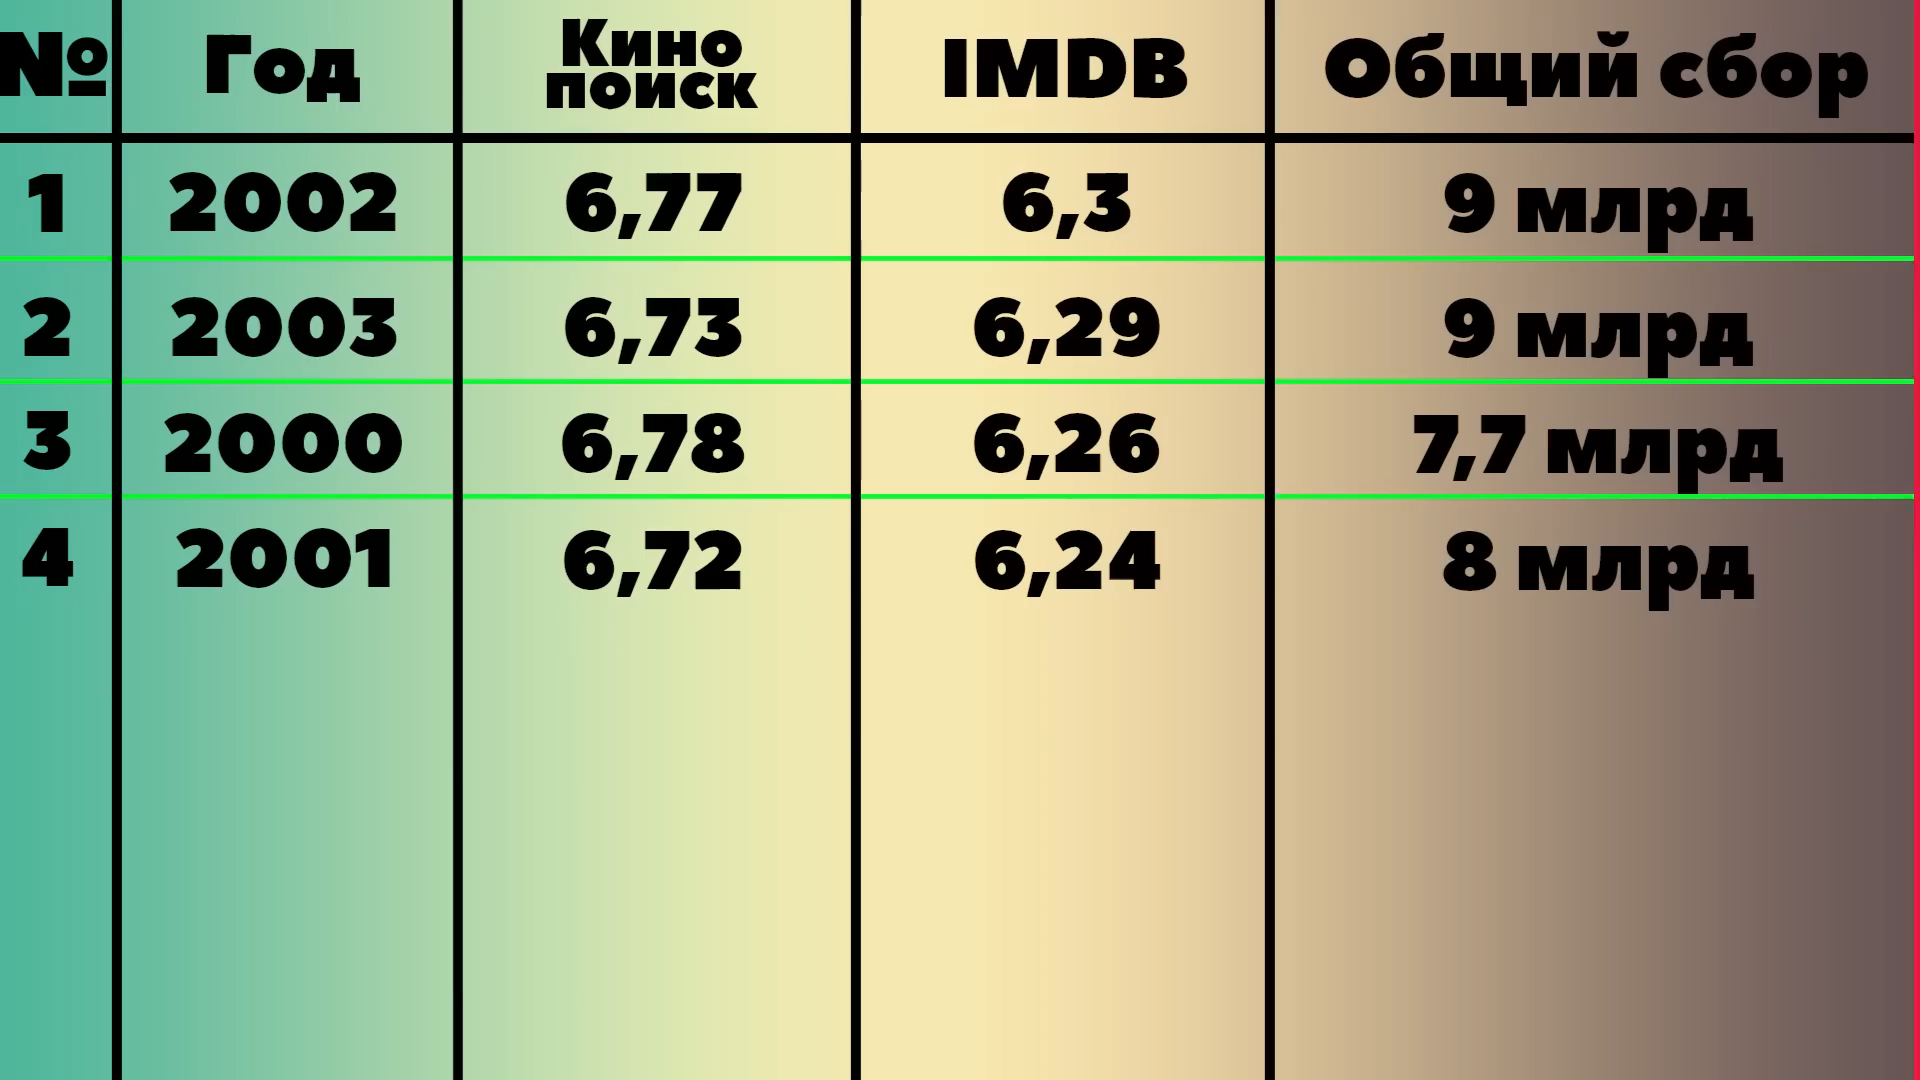 № Год Кино поиск IMDB Общий сбор
1 2002 6,77 6,3 9 млрд
2 2003 6,73 6,29 9 млрд
3 2000 6,78 6,26 7,7 млрд
4 2001 6,72 6,24 8 млрд